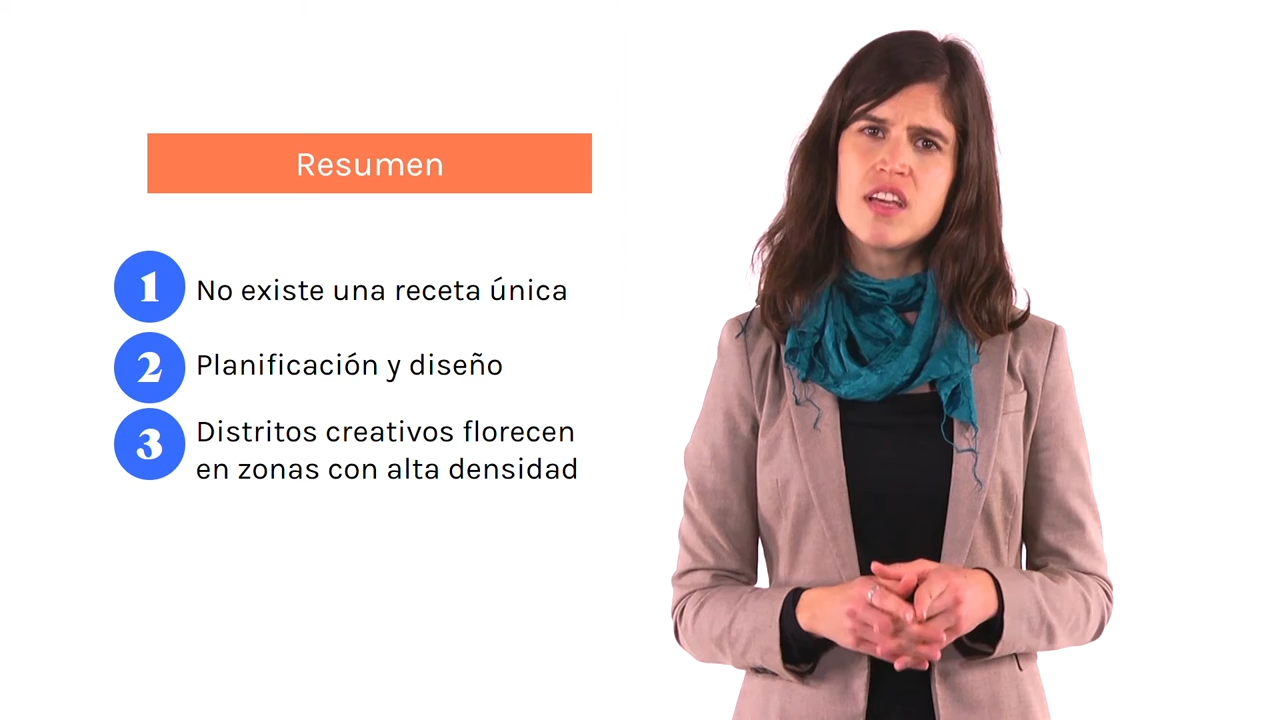 Resumen
1 No existe una receta única
2 Planificación y diseño
3 Distritos creativos florecen
en zonas con alta densidad